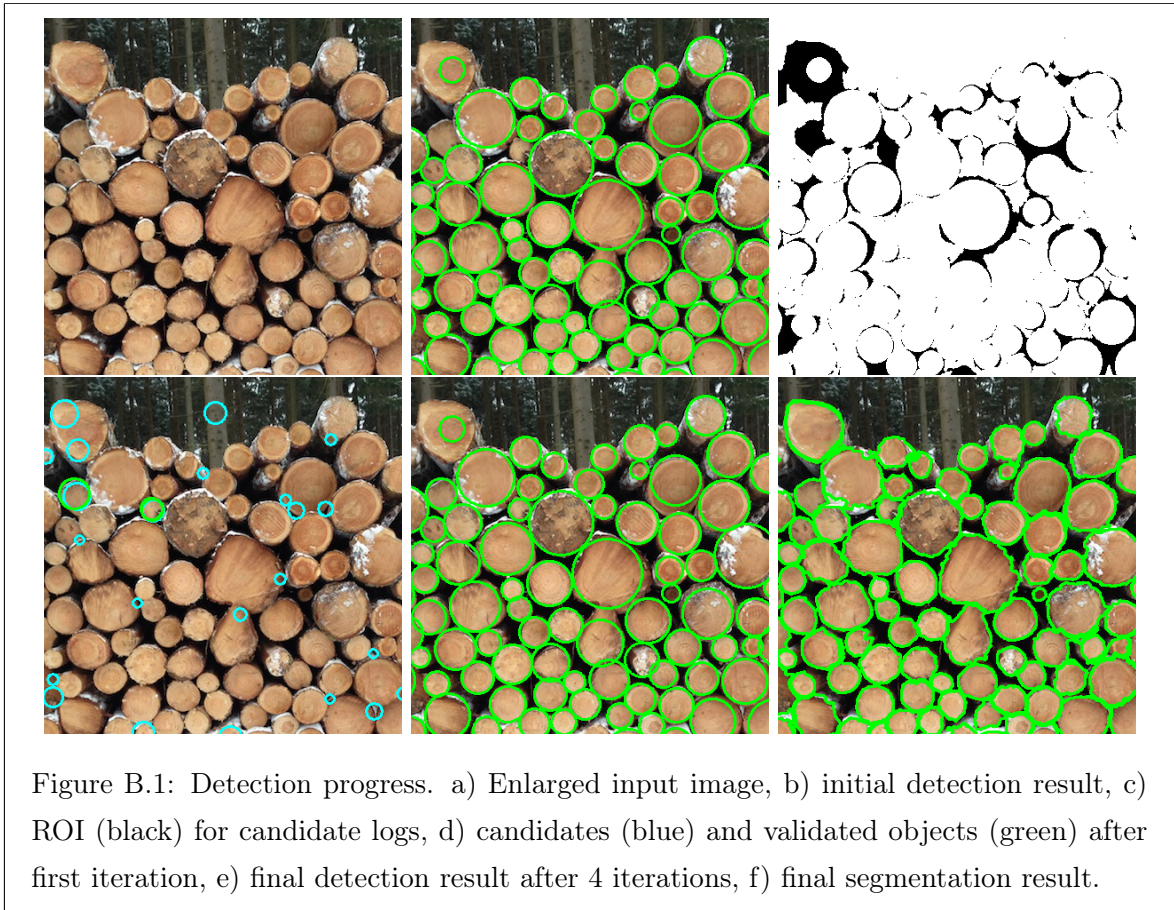 Figure B.1: Detection progress. a) Enlarged input image, b) initial detection result, c)
ROI (black) for candidate logs, d) candidates (blue) and validated objects (green) after
first iteration, e) final detection result after 4 iterations, f) final segmentation result.